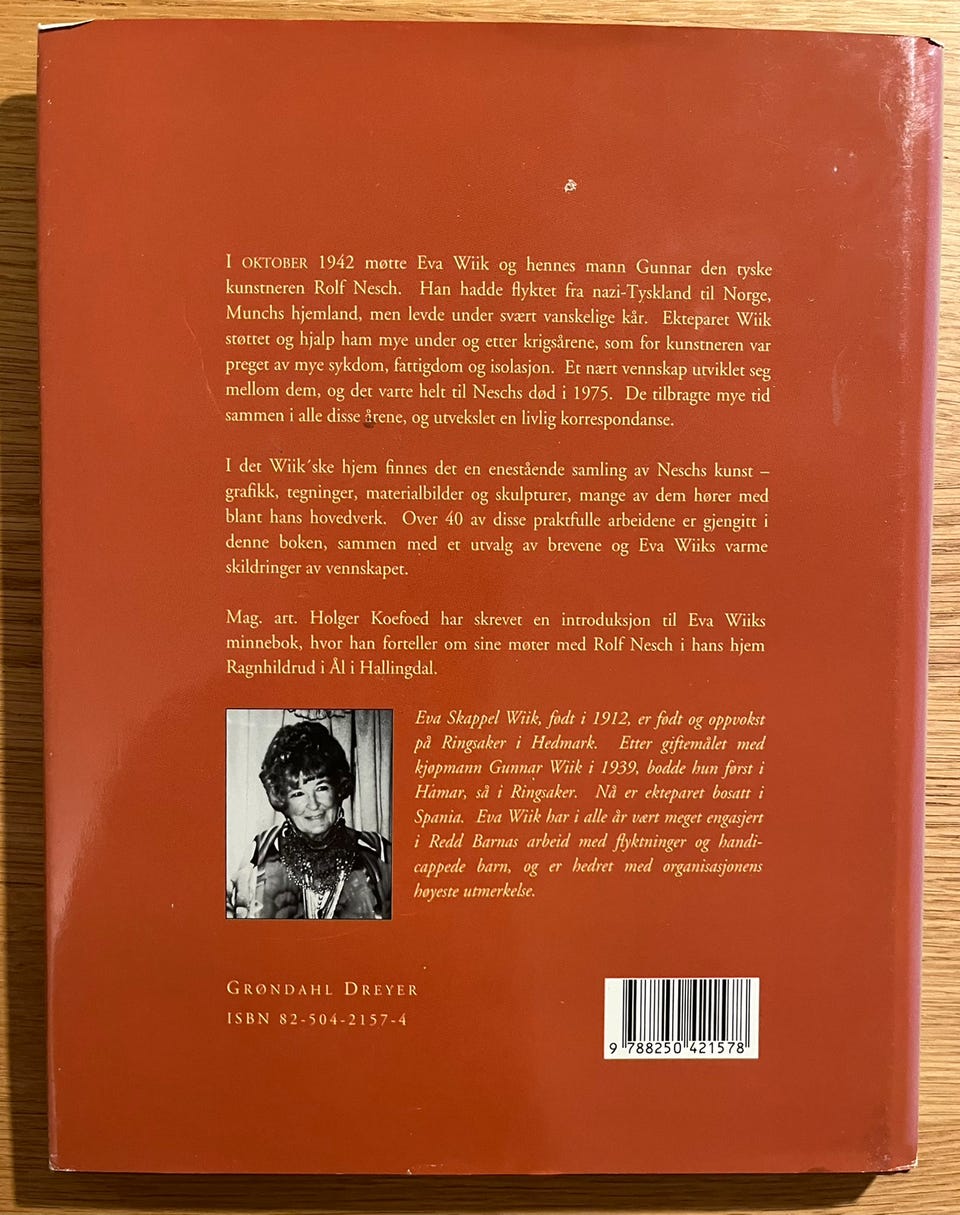 I OKTOBER 1942 møtte Eva Wiik og hennes mann Gunnar den tyske
kunstneren Rolf Nesch. Han hadde flyktet fra nazi-Tyskland til Norge,
Munchs hjemland, men levde under svært vanskelige kår. Ekteparet Wiik
støttet og hjalp ham mye under og etter krigsårene, som for kunstneren var
preget av mye sykdom, fattigdom og isolasjon. Et nært vennskap utviklet seg
mellom dem, og det varte helt til Neschs død i 1975. De tilbragte mye tid
sammen i alle disse årene, og utvekslet en livlig korrespondanse.
I det Wiik´ske hjem finnes det en enestående samling av Neschs kunst –
grafikk, tegninger, materialbilder og skulpturer, mange av dem hører med
blant hans hovedverk. Over 40 av disse praktfulle arbeidene er gjengitt i
denne boken, sammen med et utvalg av brevene og Eva Wiiks varme
skildringer av vennskapet.
Mag. art. Holger Koefoed har skrevet en introduksjon til Eva Wiiks
minnebok, hvor han forteller om sine møter med Rolf Nesch i hans hjem
Ragnhildrud i Ål i Hallingdal.
Eva Skappel Wiik, født i 1912, er født og oppvokst
på Ringsaker i Hedmark. Etter giftemålet med
kjøpmann Gunnar Wiik i 1939, bodde hun først i
Hamar, så i Ringsaker. Nå er ekteparet bosatt i
Spania. Eva Wiik har i alle år vært meget engasjert
i Redd Barnas arbeid med flyktninger og handi-
cappede barn, og er hedret med organisasjonens
høyeste utmerkelse.
GRØNDAHL DREYER
ISBN 82-504-2157-4
9 788250 421578